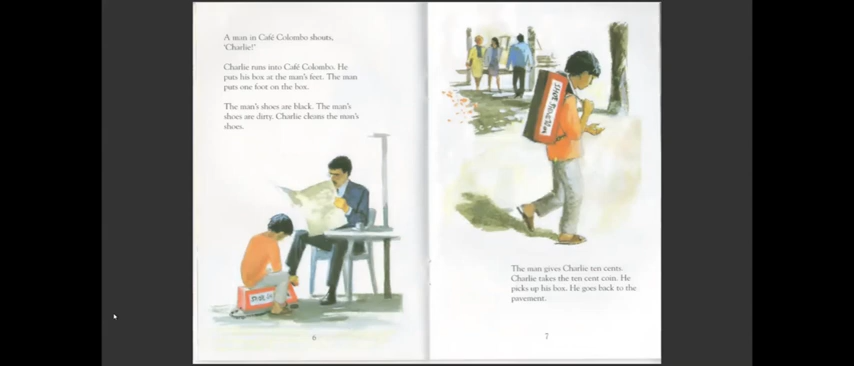 A man in Café Colombo shouts,
'Charlie!'
Charlie runs into Café Colombo. He
puts his box at the man's feet. The man
puts one foot on the box.
The man's shoes are black. The man's
shoes are dirty. Charlie cleans the man's
shoes.
6
The man gives Charlie ten cents.
Charlie takes the ten cent coin. He
picks up his box. He goes back to the
pavement.
7